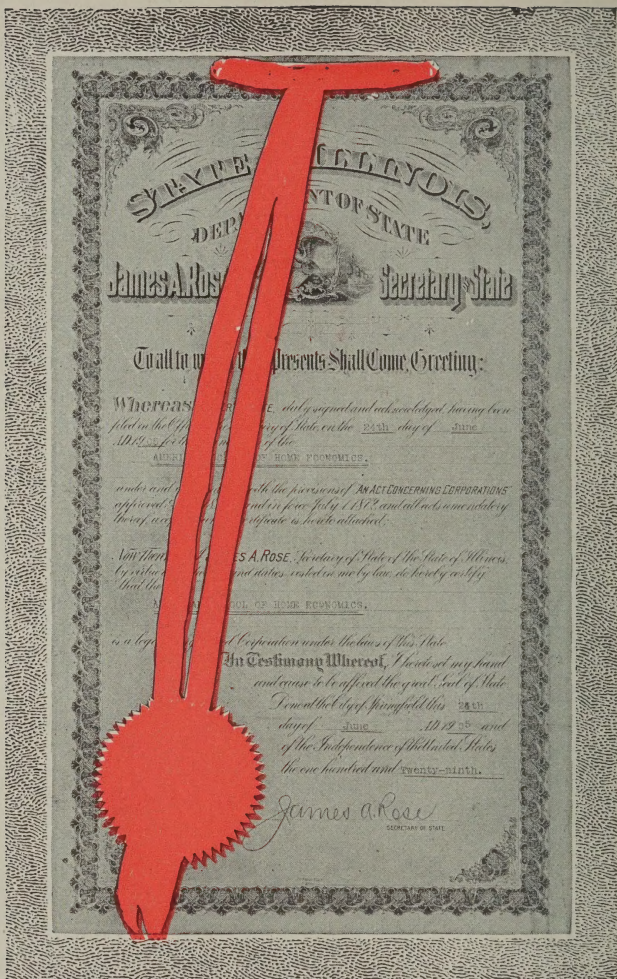 STATE ILLINOIS,
DEPA NT OF STATE
James A. Rose Secretary of State
To all to w Presents Shall Come, Greeting:
Whereas E, duly signed and acknowledged having been
filed in the Office ry of State, on the 24th day of June
A.D. 19 for the of the
AMERI OF HOME ECONOMICS.
under and with the provisions of "AN ACT CONCERNING CORPORATIONS"
approved and in force July 1, 1872, and all acts amendatory
thereof, a certificate is hereto attached.
Now Therefore ES A. ROSE, Secretary of State of the State of Illinois,
by virtue and duties vested in me by law, do hereby certify
that the
A OOL OF HOME ECONOMICS.
is a lega d Corporation under the laws of this State.
In Testimony Whereof, I hereto set my hand
and cause to be affixed the great Seal of State.
Done at the City of Springfield this 24th
day of June A.D. 19 and
of the Independence of the United States
the one hundred and Twenty-ninth.
James A. Rose
SECRETARY OF STATE